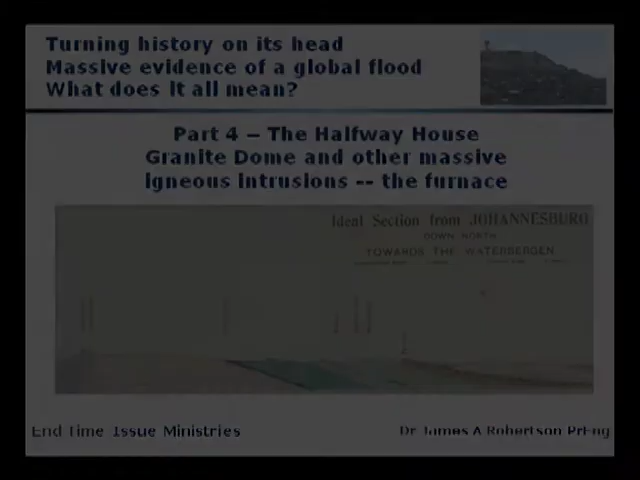 Turning history on its head
Massive evidence of a global flood
What does it all mean?
Part 4 – The Halfway House
Granite Dome and other massive
igneous intrusions -- the furnace
Ideal Section from JOHANNESBURG
DOWN NORTH
TOWARDS THE WATERBERGEN
End Time Issue Ministries
Dr James A Robertson PrEng